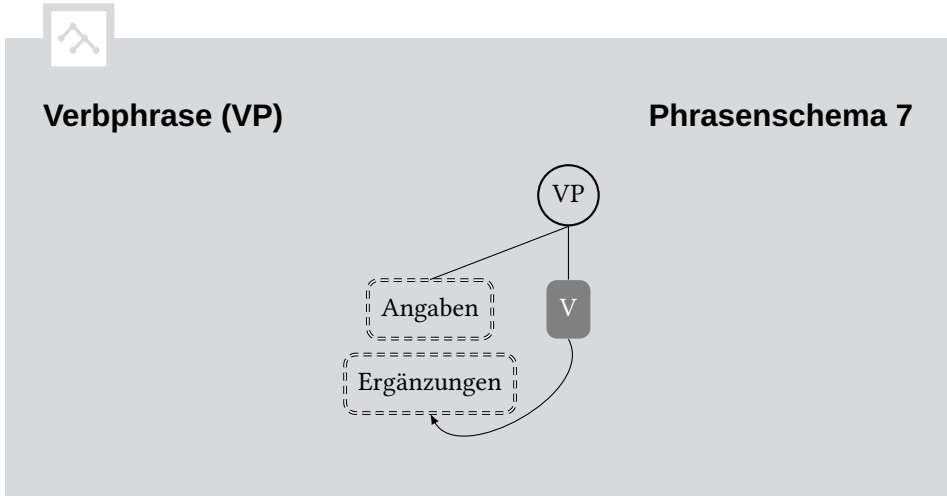 Verbphrase (VP)
Phrasenschema 7
VP
Angaben
V
Ergänzungen